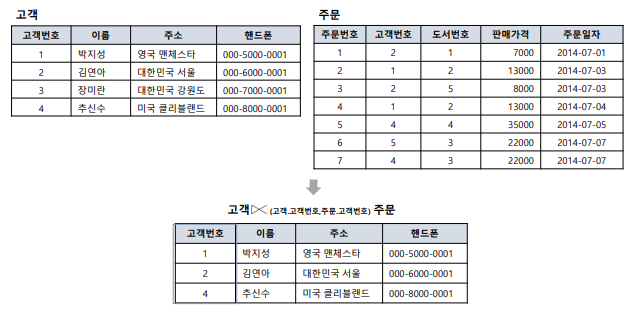 고객
고객번호 이름 주소 핸드폰
1 박지성 영국 맨체스타 000-5000-0001
2 김연아 대한민국 서울 000-6000-0001
3 장미란 대한민국 강원도 000-7000-0001
4 추신수 미국 클리블랜드 000-8000-0001
주문
주문번호 고객번호 도서번호 판매가격 주문일자
1 2 1 7000 2014-07-01
2 1 2 13000 2014-07-03
3 2 5 8000 2014-07-03
4 1 2 13000 2014-07-04
5 4 4 35000 2014-07-05
6 5 3 22000 2014-07-07
7 4 3 22000 2014-07-07
고객⋉(고객.고객번호,주문.고객번호) 주문
고객번호 이름 주소 핸드폰
1 박지성 영국 맨체스타 000-5000-0001
2 김연아 대한민국 서울 000-6000-0001
4 추신수 미국 클리블랜드 000-8000-0001